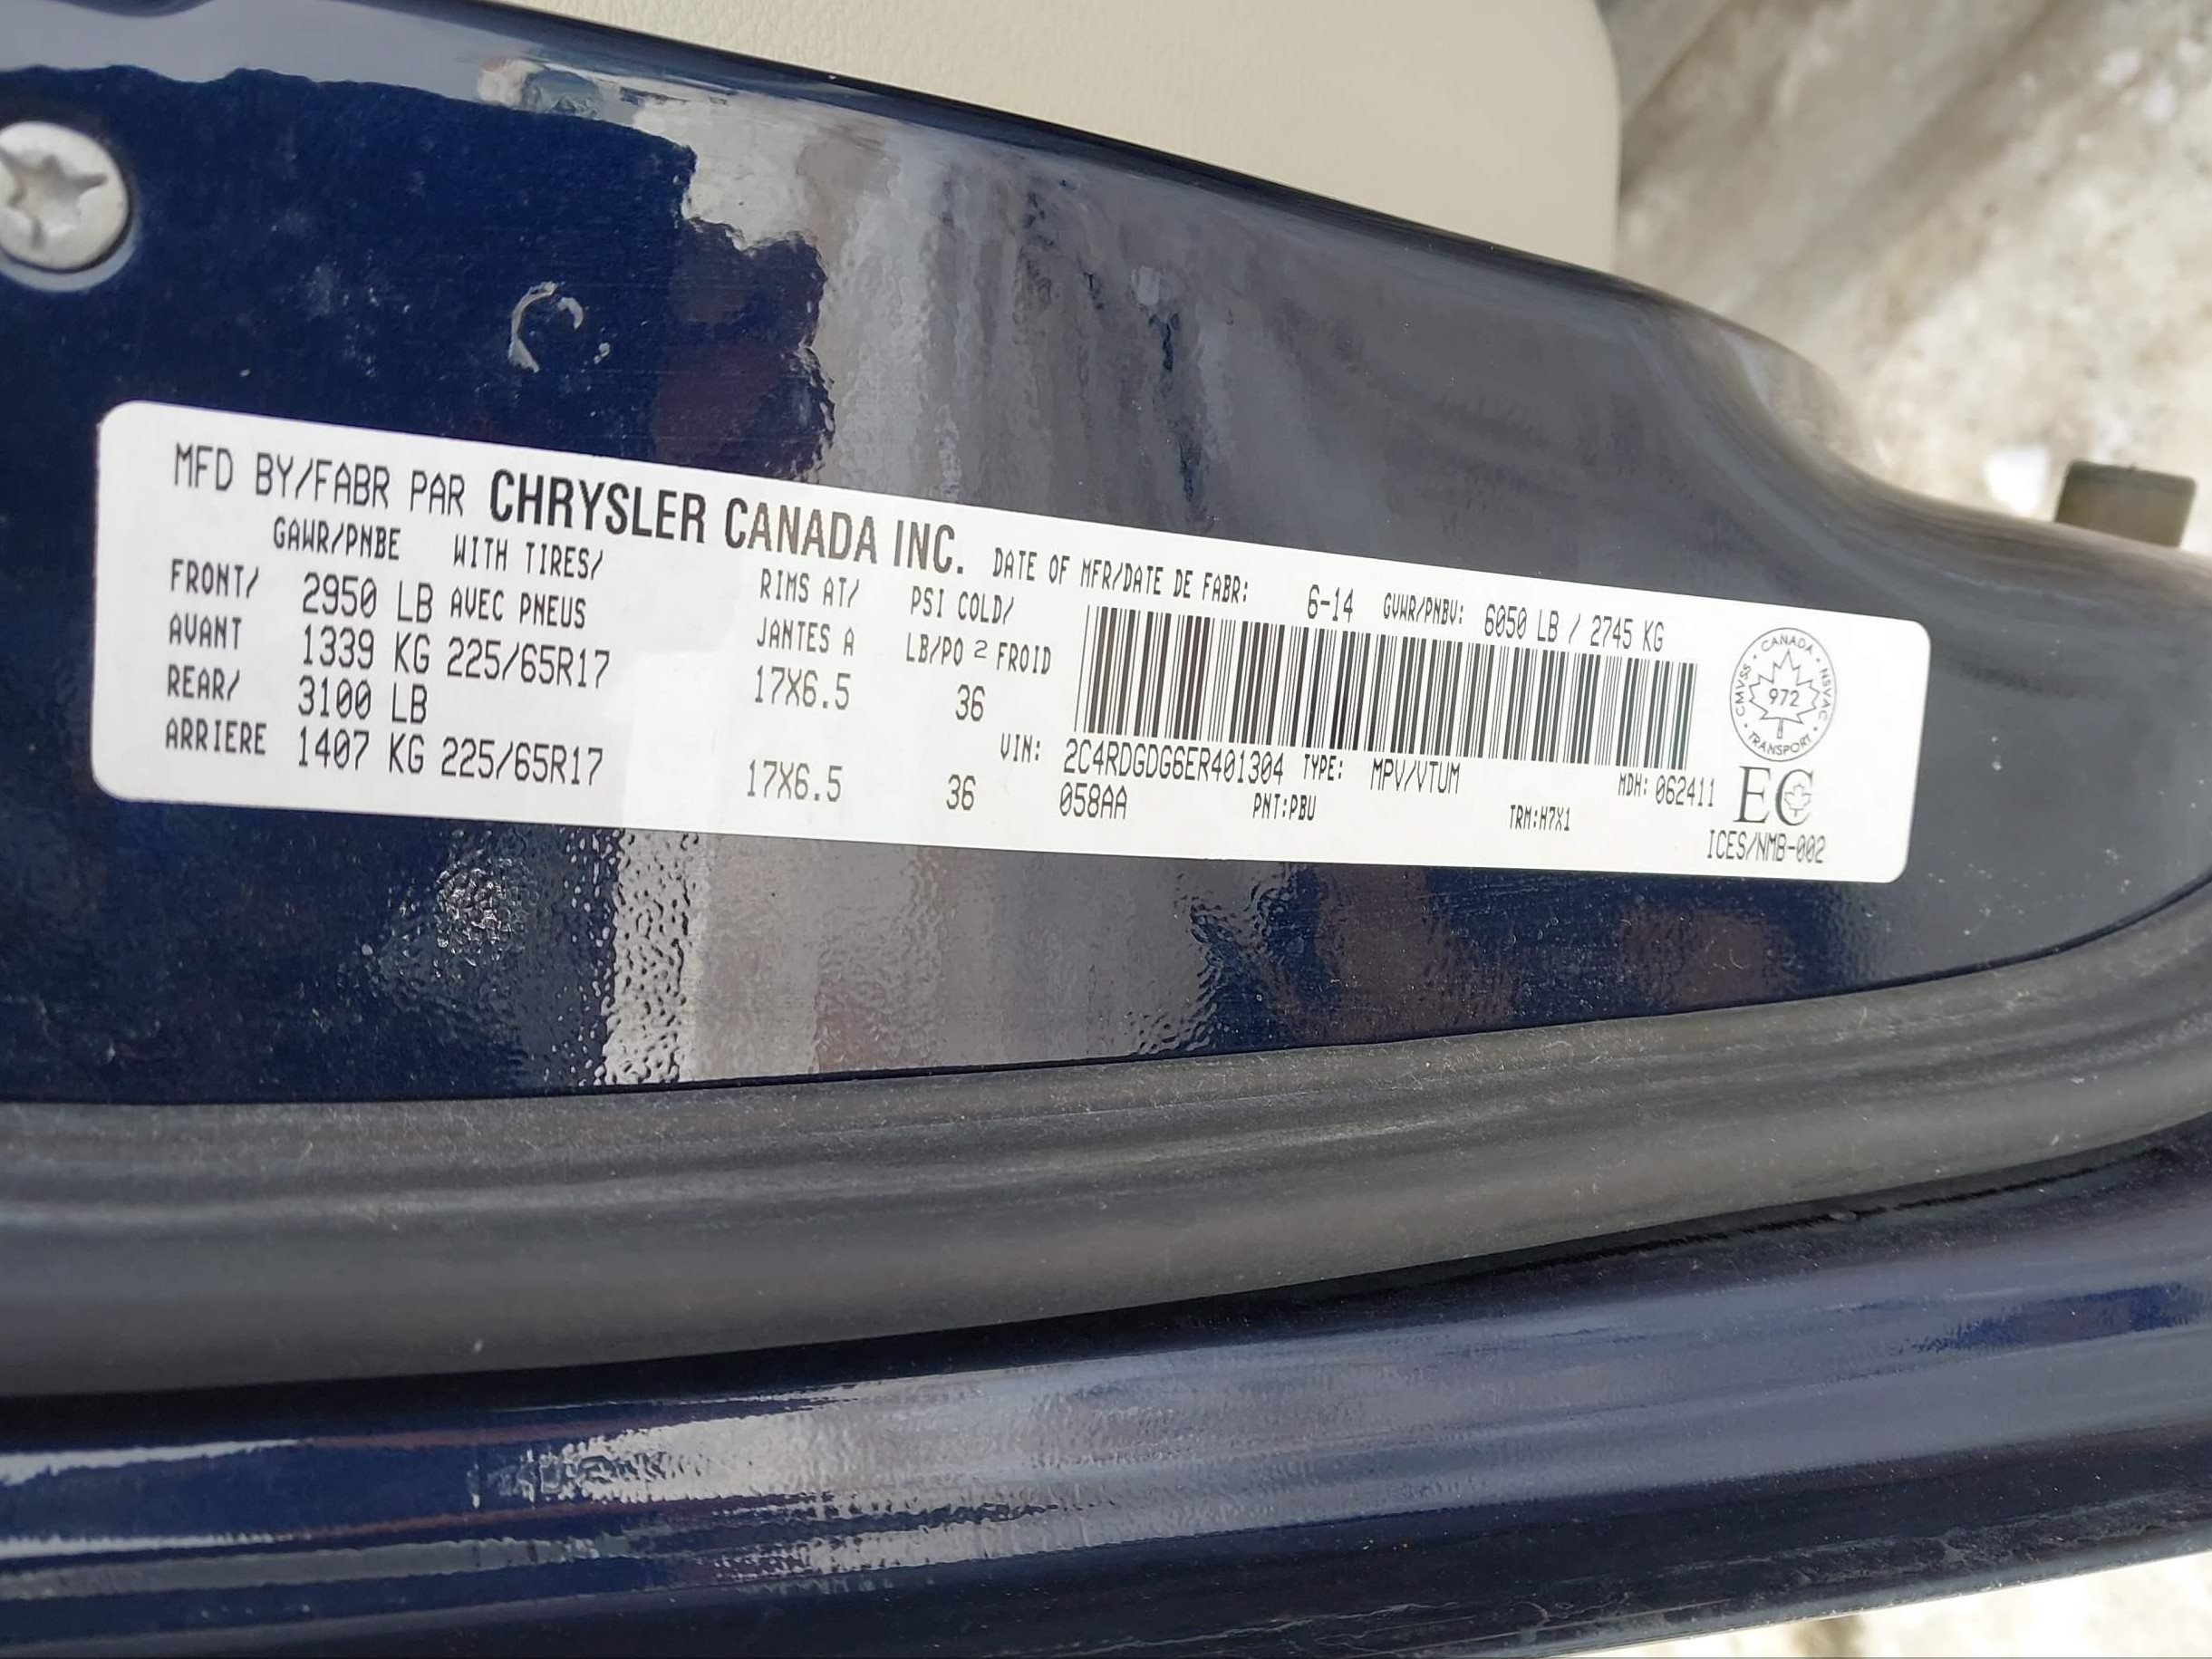 MFD BY/FABR PAR CHRYSLER CANADA INC. DATE OF MFR/DATE DE FABR: 6-14 GVWR/PNBV: 6050 LB / 2745 KG
GAWR/PNBE WITH TIRES/ RIMS AT/ PSI COLD/
FRONT/ 2950 LB AVEC PNEUS JANTES A LB/PO 2 FROID
AVANT 1339 KG 225/65R17 17X6.5 36
REAR/ 3100 LB
ARRIERE 1407 KG 225/65R17 17X6.5 36
VIN: 2C4RDGDG6ER401304 TYPE: MPV/VTUM MDH: 062411
058AA PNT:PBU TRM:H7X1
CANADA • NSVAC • TRANSPORT • CMVSS •
972
EC
ICES/NMB-002